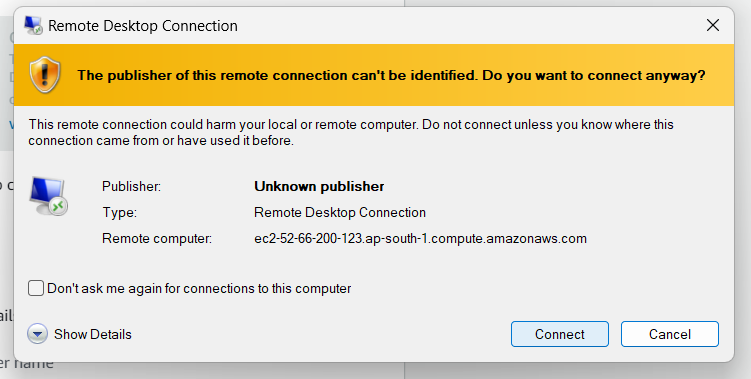 Remote Desktop Connection
The publisher of this remote connection can't be identified. Do you want to connect anyway?
This remote connection could harm your local or remote computer. Do not connect unless you know where this
connection came from or have used it before.
Publisher: Unknown publisher
Type: Remote Desktop Connection
Remote computer: ec2-52-66-200-123.ap-south-1.compute.amazonaws.com
Don't ask me again for connections to this computer
Show Details
Connect
Cancel
name